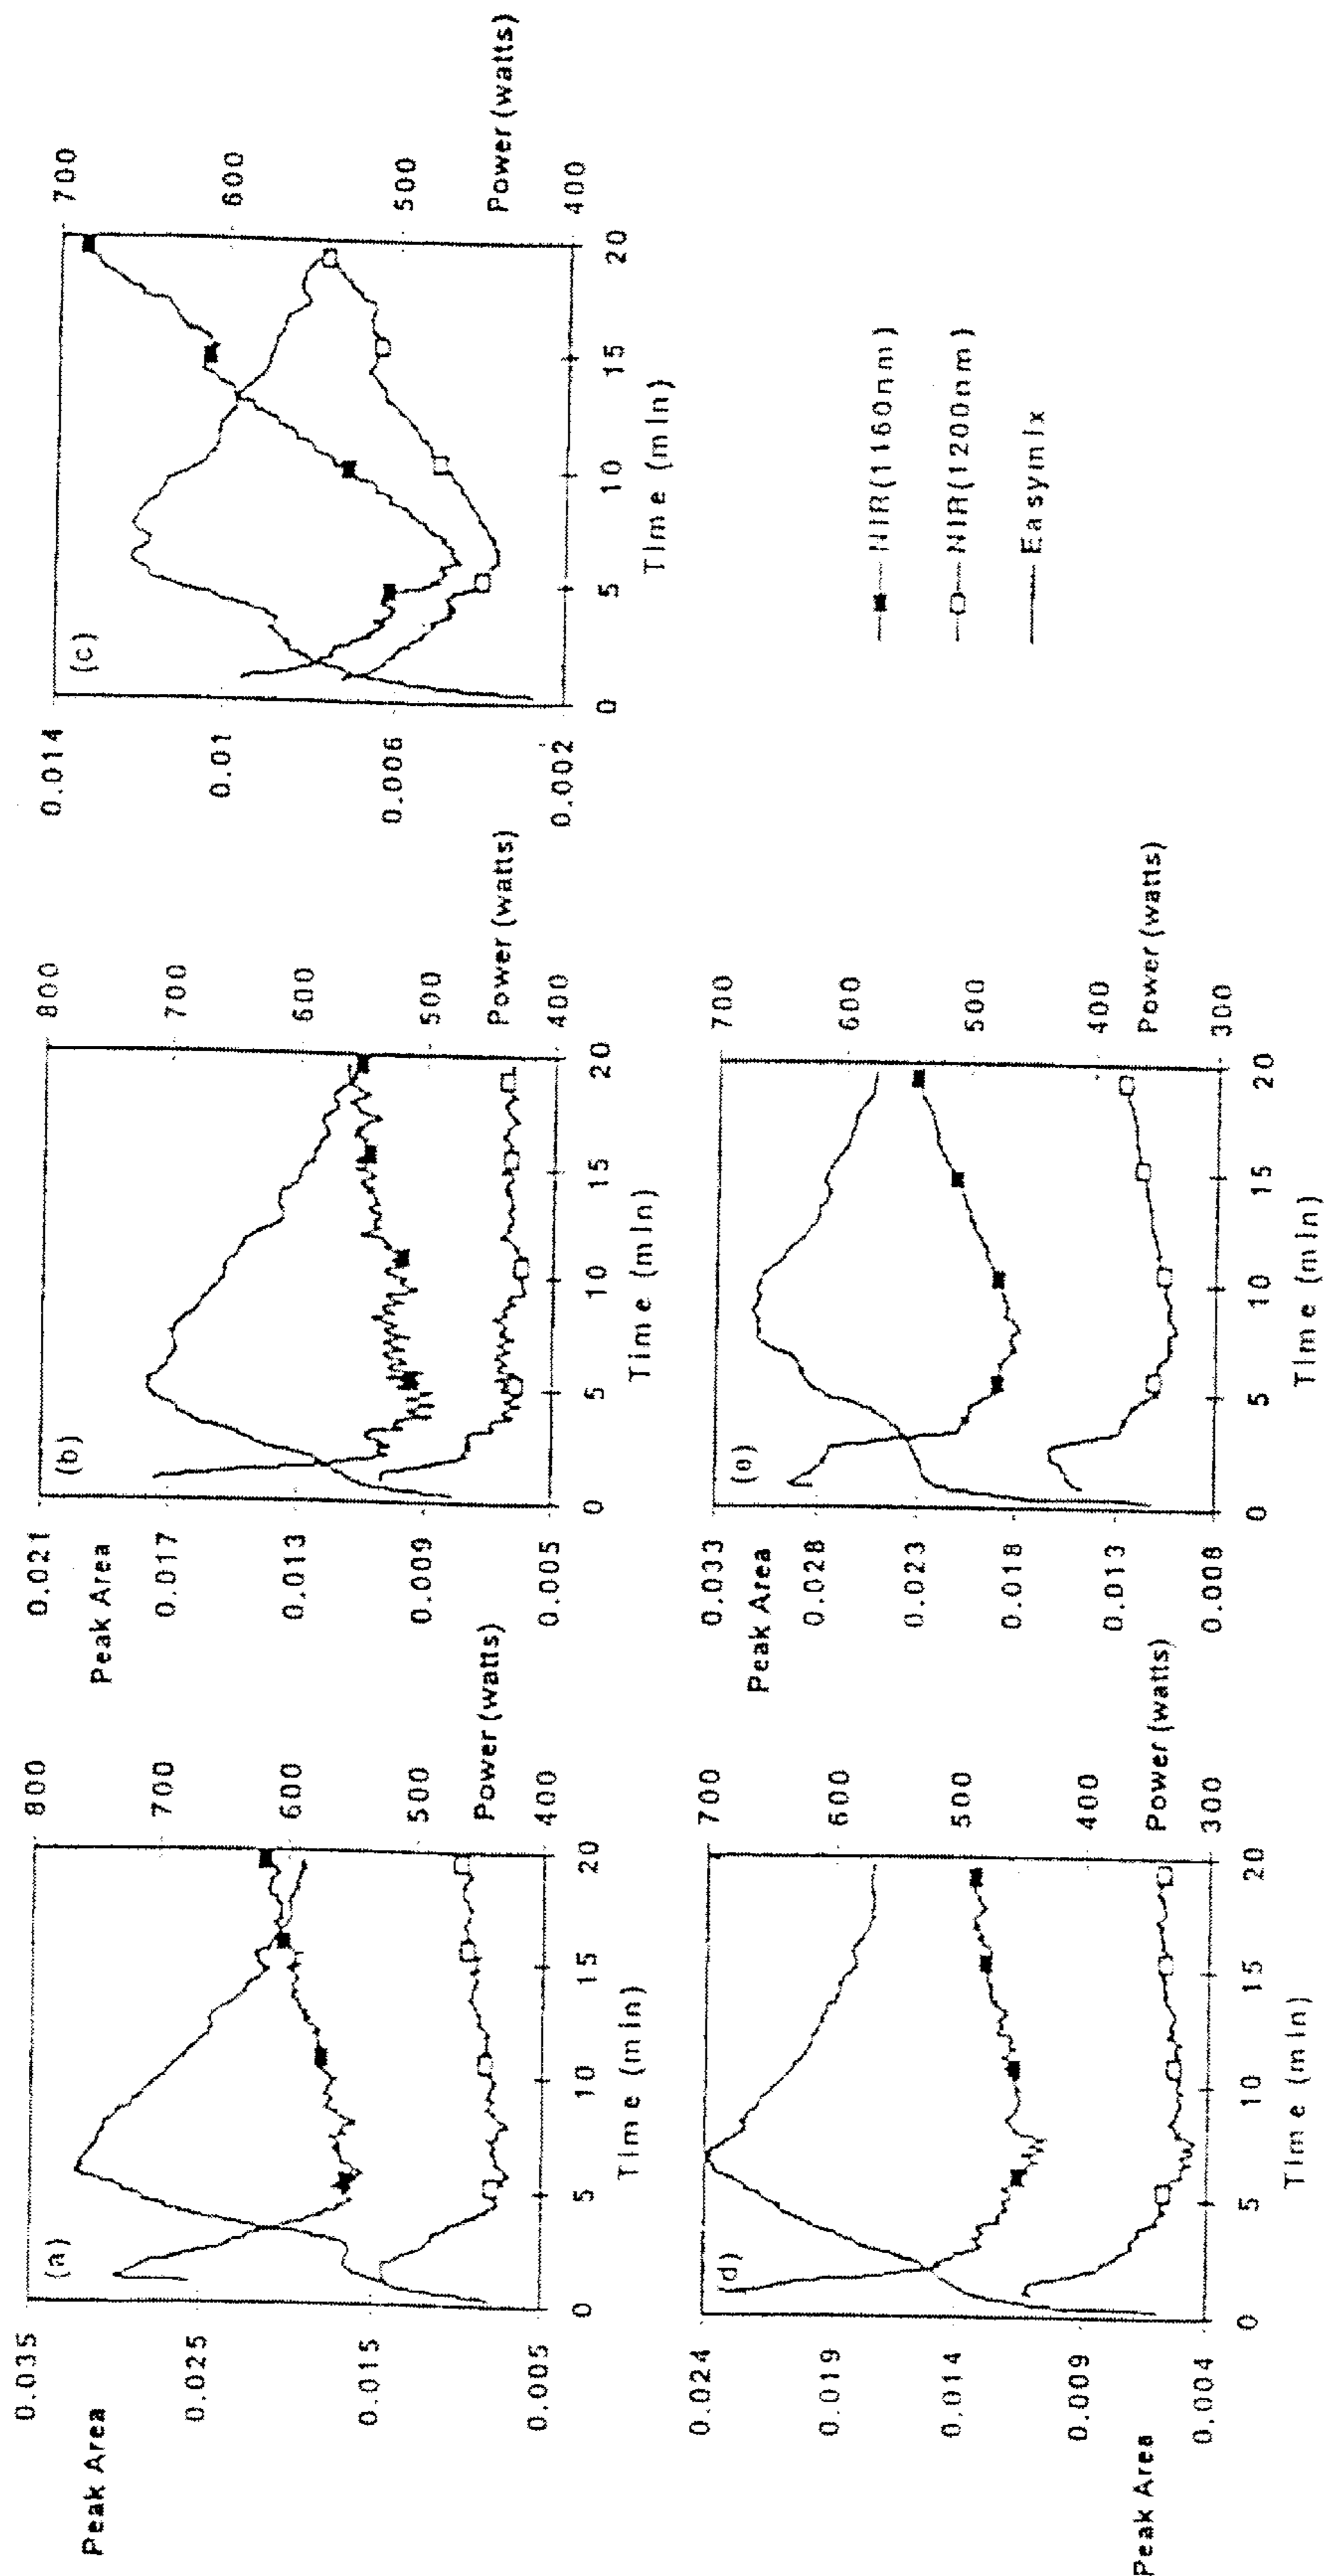 (a)
Peak Area
0.035
0.025
0.015
0.005
800
700
600
500
400
Power (watts)
0 5 10 15 20
Time (min)
(b)
Peak Area
0.021
0.017
0.013
0.009
0.005
800
700
600
500
400
Power (watts)
0 5 10 15 20
Time (min)
(c)
0.014
0.01
0.006
0.002
700
600
500
400
Power (watts)
0 5 10 15 20
Time (min)
(d)
Peak Area
0.024
0.019
0.014
0.009
0.004
700
600
500
400
300
Power (watts)
0 5 10 15 20
Time (min)
(e)
Peak Area
0.033
0.028
0.023
0.018
0.013
0.008
700
600
500
400
300
Power (watts)
0 5 10 15 20
Time (min)
NIR(1160nm)
NIR(1200nm)
Easymix